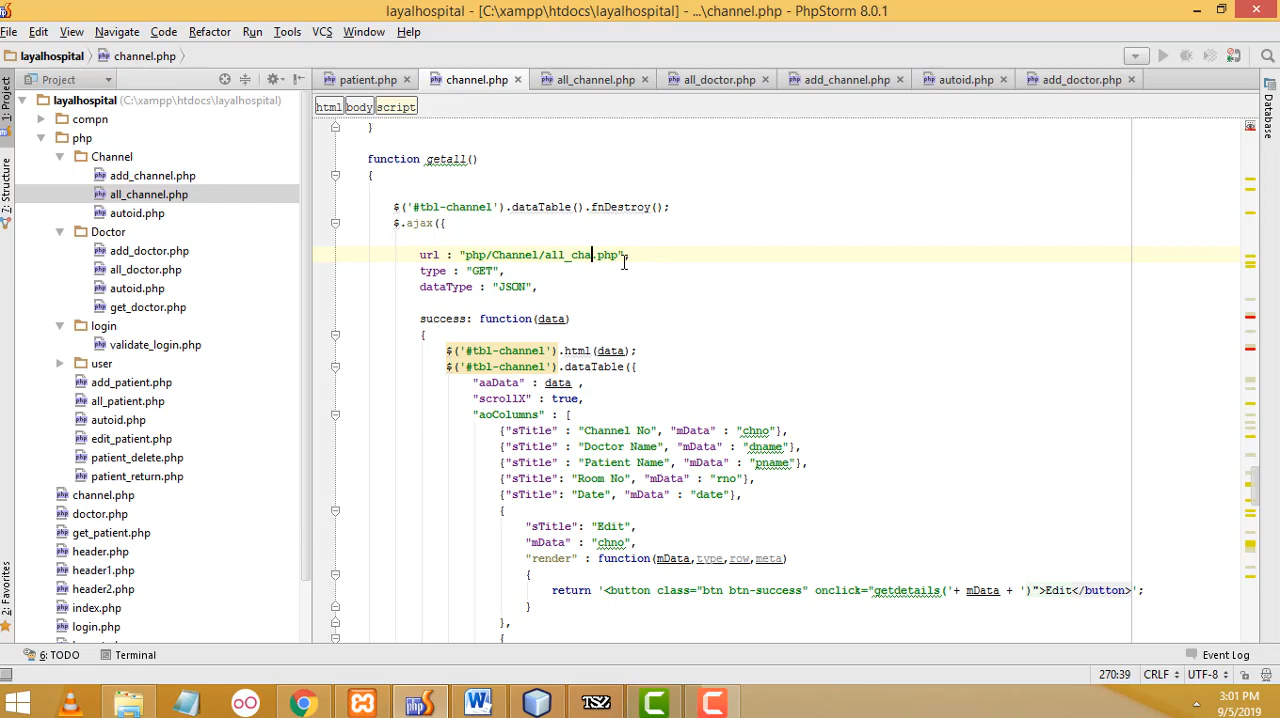 layalhospital - [C:\xampp\htdocs\layalhospital] - ...\channel.php - PhpStorm 8.0.1
File Edit View Navigate Code Refactor Run Tools VCS Window Help
layalhospital channel.php
Project
patient.php channel.php all_channel.php all_doctor.php add_channel.php autoid.php add_doctor.php
1: Project
7: Structure
2: Favorites
Database
layalhospital (C:\xampp\htdocs\layalhospital)
compn
php
Channel
add_channel.php
all_channel.php
autoid.php
Doctor
add_doctor.php
all_doctor.php
autoid.php
get_doctor.php
login
validate_login.php
user
add_patient.php
all_patient.php
autoid.php
edit_patient.php
patient_delete.php
patient_return.php
channel.php
doctor.php
get_patient.php
header.php
header1.php
header2.php
index.php
login.php
html body script
}
function getall()
{
$('#tbl-channel').dataTable().fnDestroy();
$.ajax({
url : "php/Channel/all_cha.php",
type : "GET",
dataType : "JSON",
success: function(data)
{
$('#tbl-channel').html(data);
$('#tbl-channel').dataTable({
"aaData" : data ,
"scrollX" : true,
"aoColumns" : [
{"sTitle" : "Channel No", "mData" : "chno"},
{"sTitle" : "Doctor Name", "mData" : "dname"},
{"sTitle" : "Patient Name", "mData" : "pname"},
{"sTitle": "Room No", "mData" : "rno"},
{"sTitle": "Date", "mData" : "date"},
{
"sTitle": "Edit",
"mData" : "chno",
"render" : function(mData,type,row,meta)
{
return '<button class="btn btn-success" onclick="getdetails('+ mData + ')">Edit</button>';
}
},
{
6: TODO Terminal Event Log
270:39 CRLF UTF-8
TS2
3:01 PM
9/5/2019